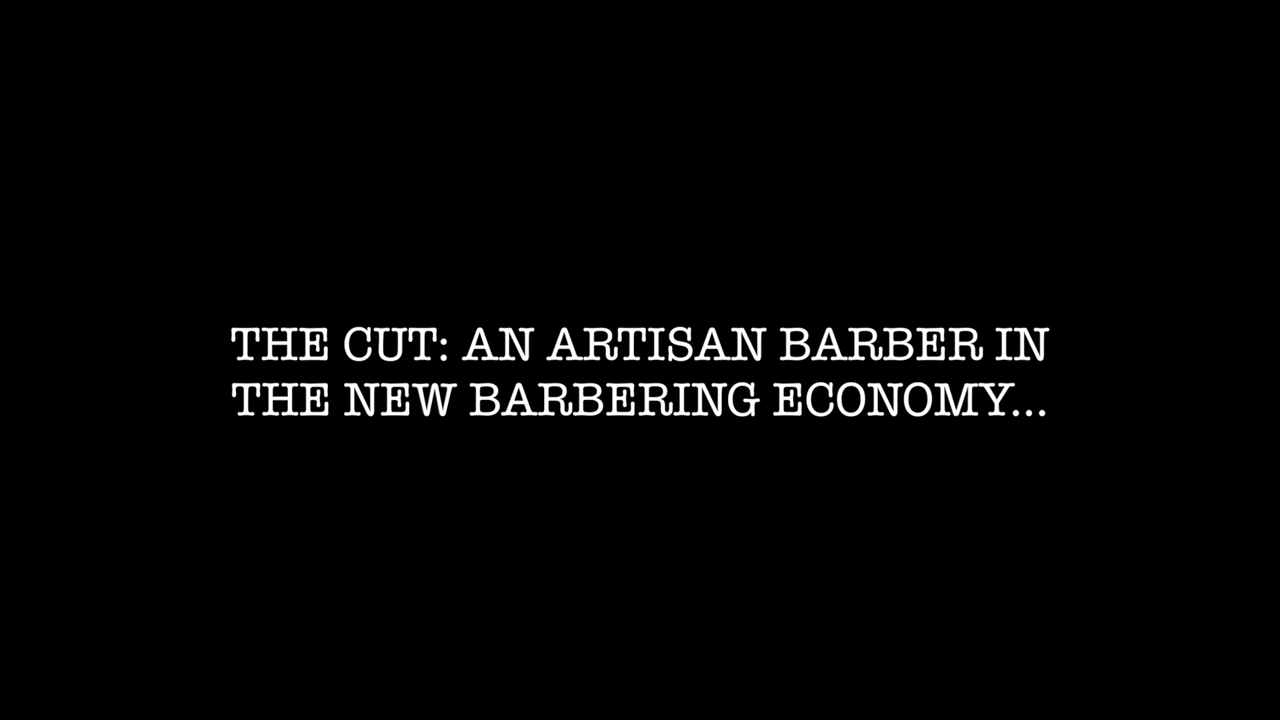 THE CUT: AN ARTISAN BARBER IN
THE NEW BARBERING ECONOMY...